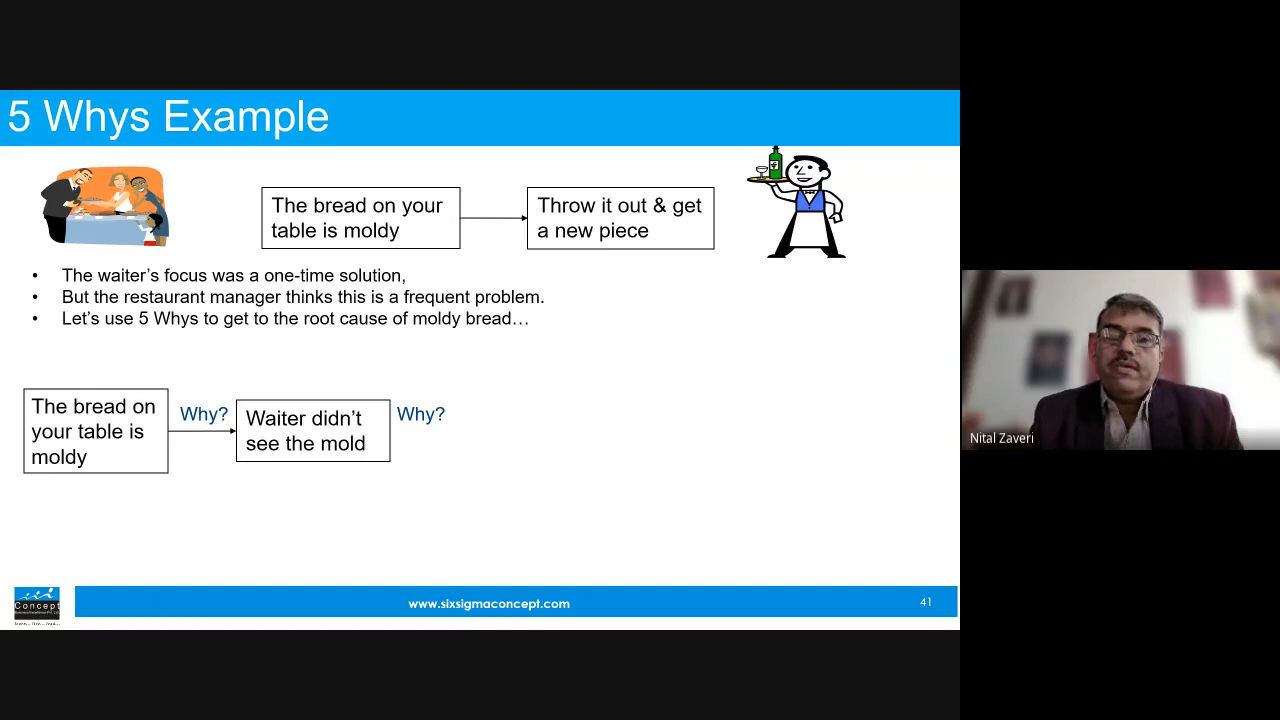 5 Whys Example
The bread on your
table is moldy
Throw it out & get
a new piece
• The waiter’s focus was a one-time solution,
• But the restaurant manager thinks this is a frequent problem.
• Let’s use 5 Whys to get to the root cause of moldy bread…
The bread on
your table is
moldy
Why?
Waiter didn’t
see the mold
Why?
Nital Zaveri
Concept
www.sixsigmaconcept.com
41